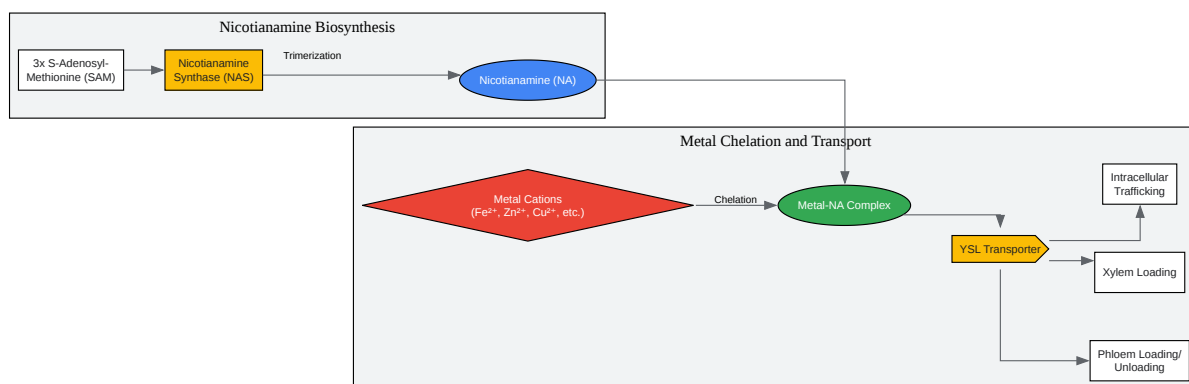 Nicotianamine Biosynthesis
3x S-Adenosyl-
Methionine (SAM)
Nicotianamine
Synthase (NAS)
Trimerization
Nicotianamine (NA)
Metal Chelation and Transport
Metal Cations
(Fe²⁺, Zn²⁺, Cu²⁺, etc.)
Chelation
Metal-NA Complex
YSL Transporter
Intracellular
Trafficking
Xylem Loading
Phloem Loading/
Unloading